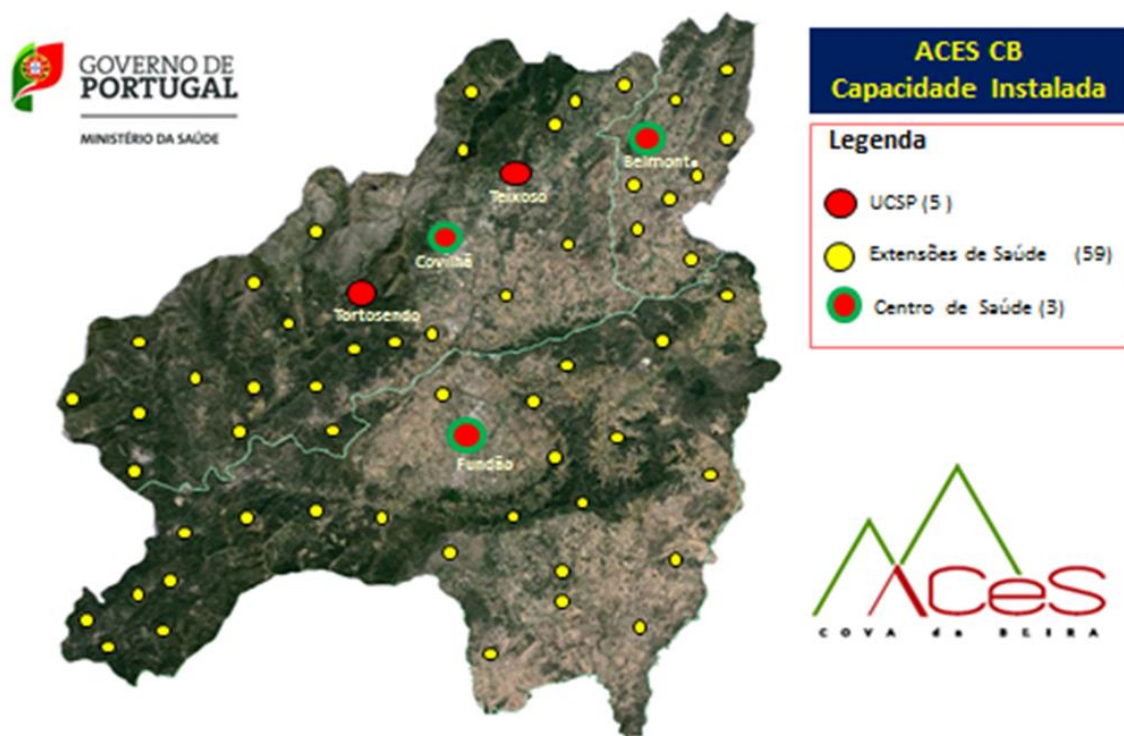 GOVERNO DE
PORTUGAL
MINISTÉRIO DA SAÚDE
ACES CB
Capacidade Instalada
Legenda
UCSP (5 )
Extensões de Saúde (59)
Centro de Saúde (3)
Belmonte
Teixoso
Covilhã
Tortosendo
Fundão
ACeS
COVA da BEIRA